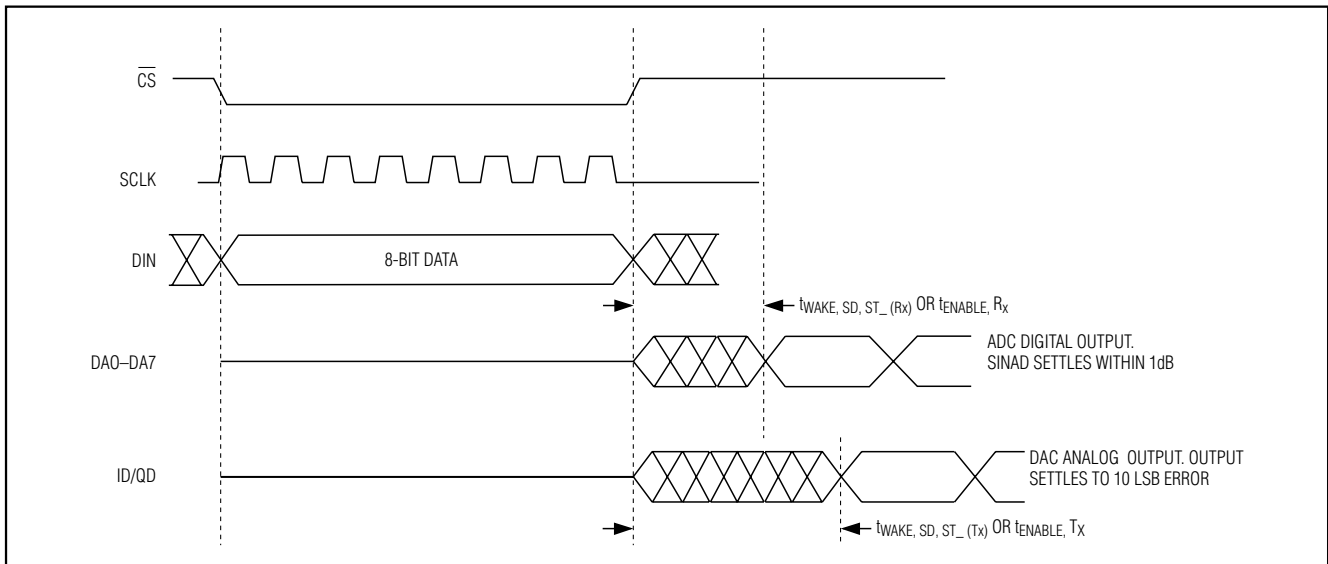 CS
SCLK
DIN
8-BIT DATA
tWAKE, SD, ST_ (Rx) OR tENABLE, RX
DAO–DA7
ADC DIGITAL OUTPUT.
SINAD SETTLES WITHIN 1dB
ID/QD
DAC ANALOG OUTPUT. OUTPUT
SETTLES TO 10 LSB ERROR
tWAKE, SD, ST_ (Tx) OR tENABLE, TX